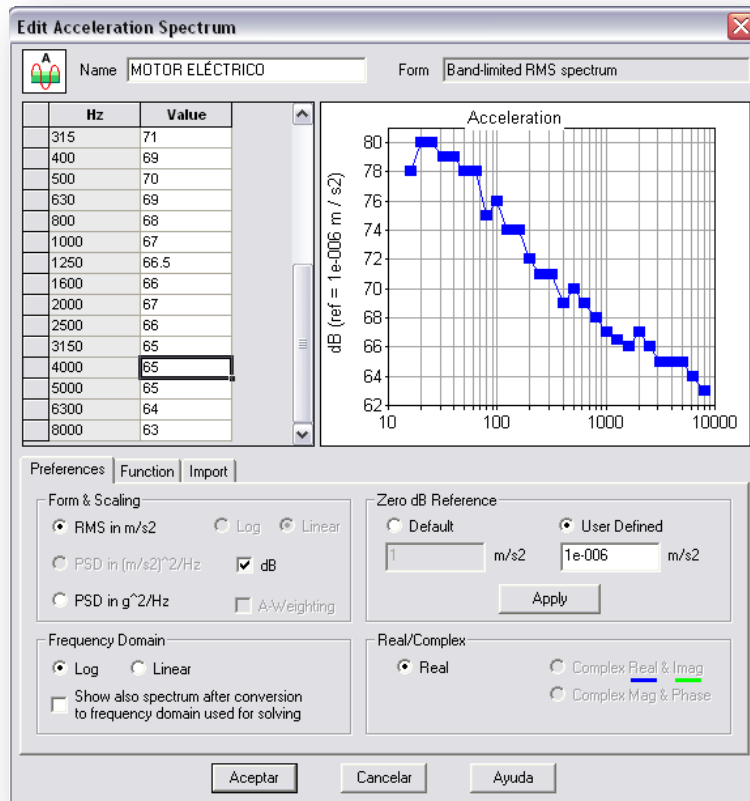 Edit Acceleration Spectrum
A
Name MOTOR ELÉCTRICO Form Band-limited RMS spectrum
Hz Value
315 71
400 69
500 70
630 69
800 68
1000 67
1250 66.5
1600 66
2000 67
2500 66
3150 65
4000 65
5000 65
6300 64
8000 63
Acceleration
dB (ref = 1e-006 m / s2)
80
78
76
74
72
70
68
66
64
62
10 100 1000 10000
Preferences Function Import
Form & Scaling
RMS in m/s2 Log Linear
PSD in (m/s2)^2/Hz dB
PSD in g^2/Hz A-Weighting
Zero dB Reference
Default User Defined
1 m/s2 1e-006 m/s2
Apply
Frequency Domain
Log Linear
Show also spectrum after conversion
to frequency domain used for solving
Real/Complex
Real Complex Real & Imag
Complex Mag & Phase
Aceptar Cancelar Ayuda